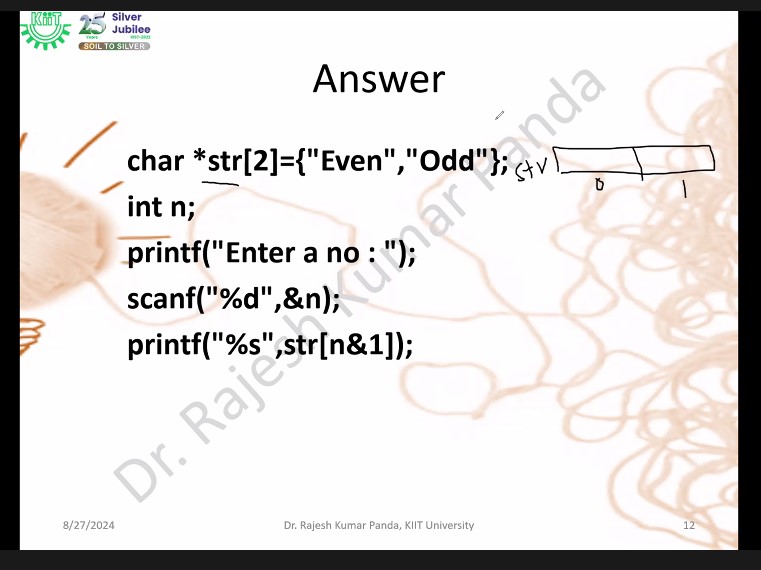 KIIT
25 Silver
Jubilee
YEARS 1997-2022
SOIL TO SILVER
Answer
char *str[2]={"Even","Odd"};
str
0 1
int n;
printf("Enter a no : ");
scanf("%d",&n);
printf("%s",str[n&1]);
Dr. Rajesh Kumar Panda
8/27/2024 Dr. Rajesh Kumar Panda, KIIT University 12